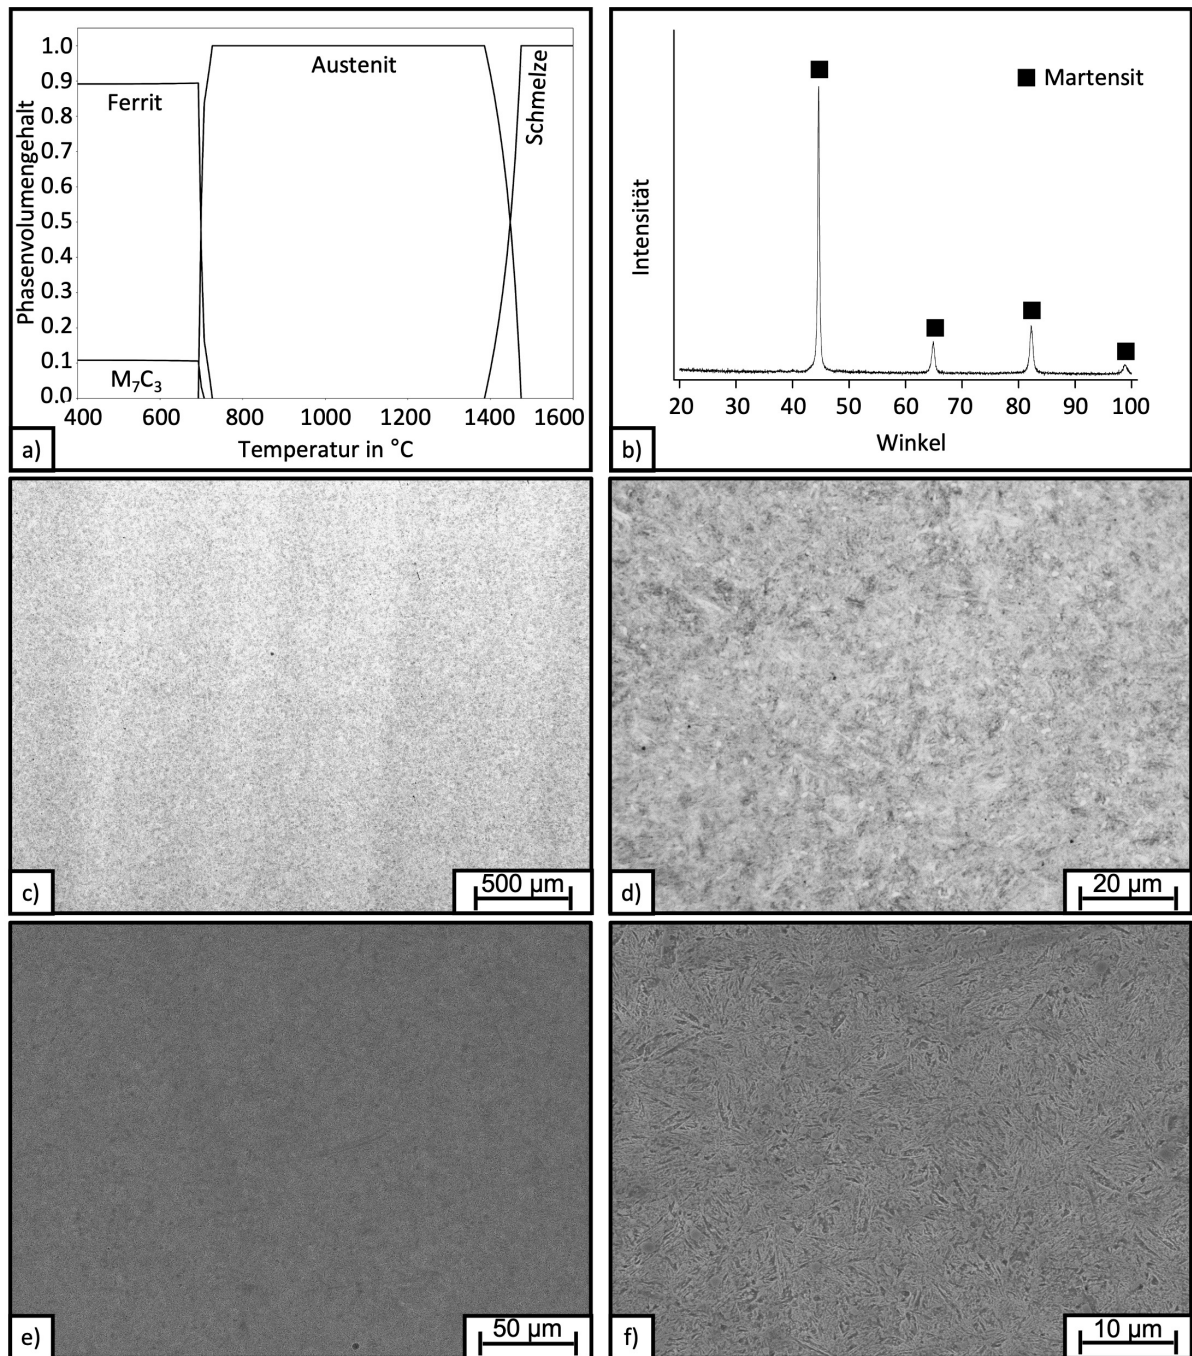 1.0
0.9
0.8
0.7
0.6
0.5
0.4
0.3
0.2
0.1
0.0
Phasenvolumengehalt
Ferrit
Austenit
Schmelze
M₇C₃
400 600 800 1000 1200 1400 1600
Temperatur in °C
a)
Martensit
Intensität
20 30 40 50 60 70 80 90 100
Winkel
b)
c)
500 µm
d)
20 µm
e)
50 µm
f)
10 µm